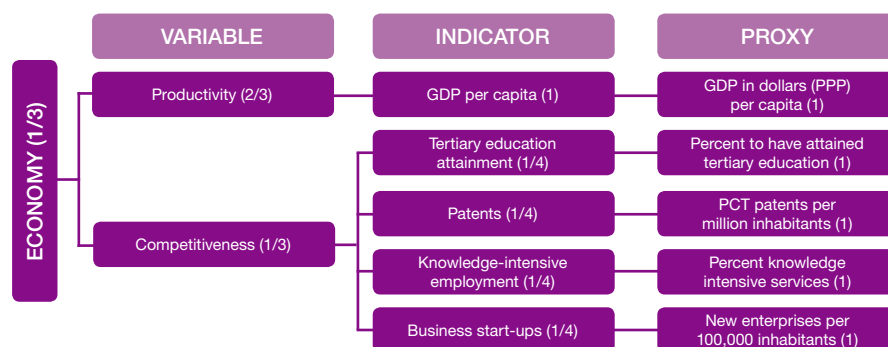 VARIABLE
INDICATOR
PROXY
ECONOMY (1/3)
Productivity (2/3)
GDP per capita (1)
GDP in dollars (PPP)
per capita (1)
Competitiveness (1/3)
Tertiary education
attainment (1/4)
Percent to have attained
tertiary education (1)
Patents (1/4)
PCT patents per
million inhabitants (1)
Knowledge-intensive
employment (1/4)
Percent knowledge
intensive services (1)
Business start-ups (1/4)
New enterprises per
100,000 inhabitants (1)